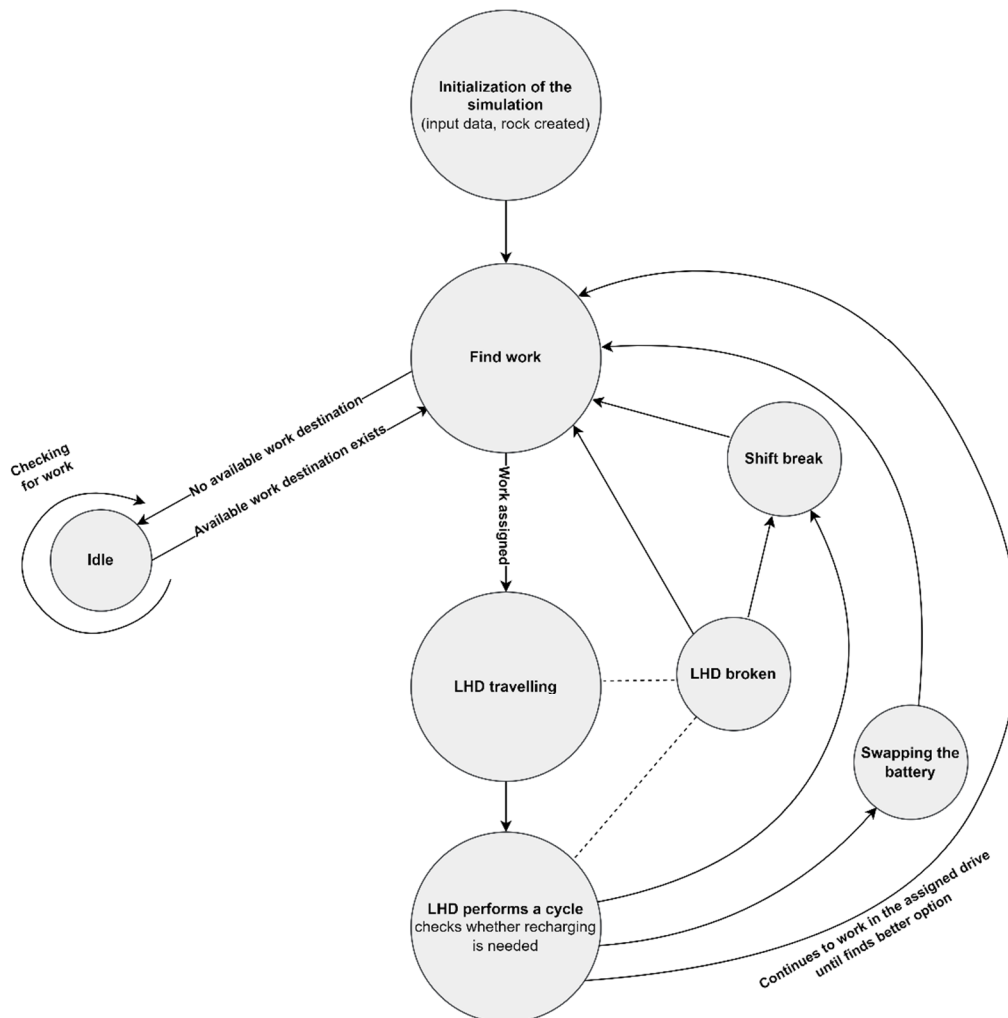 Initialization of the
simulation
(input data, rock created)
Find work
No available work destination
Available work destination exists
Checking
for work
Idle
Work assigned
Shift break
LHD travelling
LHD broken
Swapping the
battery
LHD performs a cycle
checks whether recharging
is needed
Continues to work in the assigned drive
until finds better option